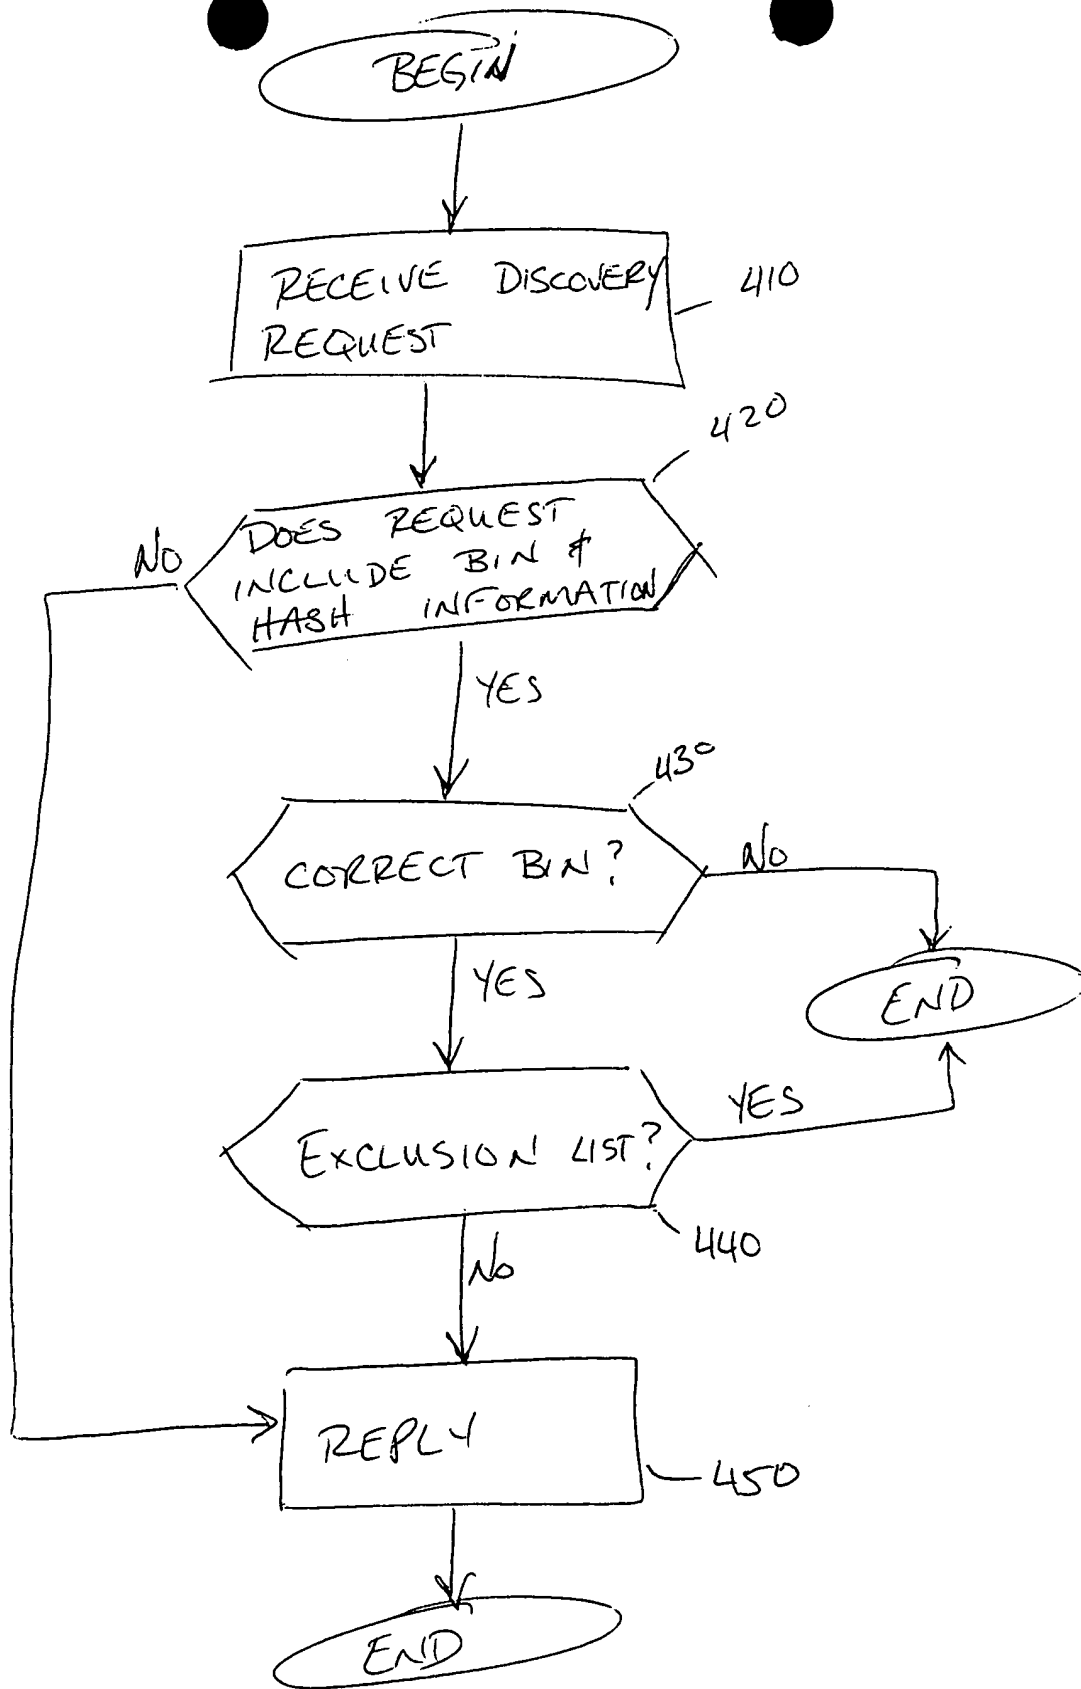 BEGIN
RECEIVE DISCOVERY
REQUEST
410
420
DOES REQUEST
INCLUDE BIN &
HASH INFORMATION
NO
YES
430
CORRECT BIN?
NO
YES
END
EXCLUSION LIST?
YES
440
NO
REPLY
450
END